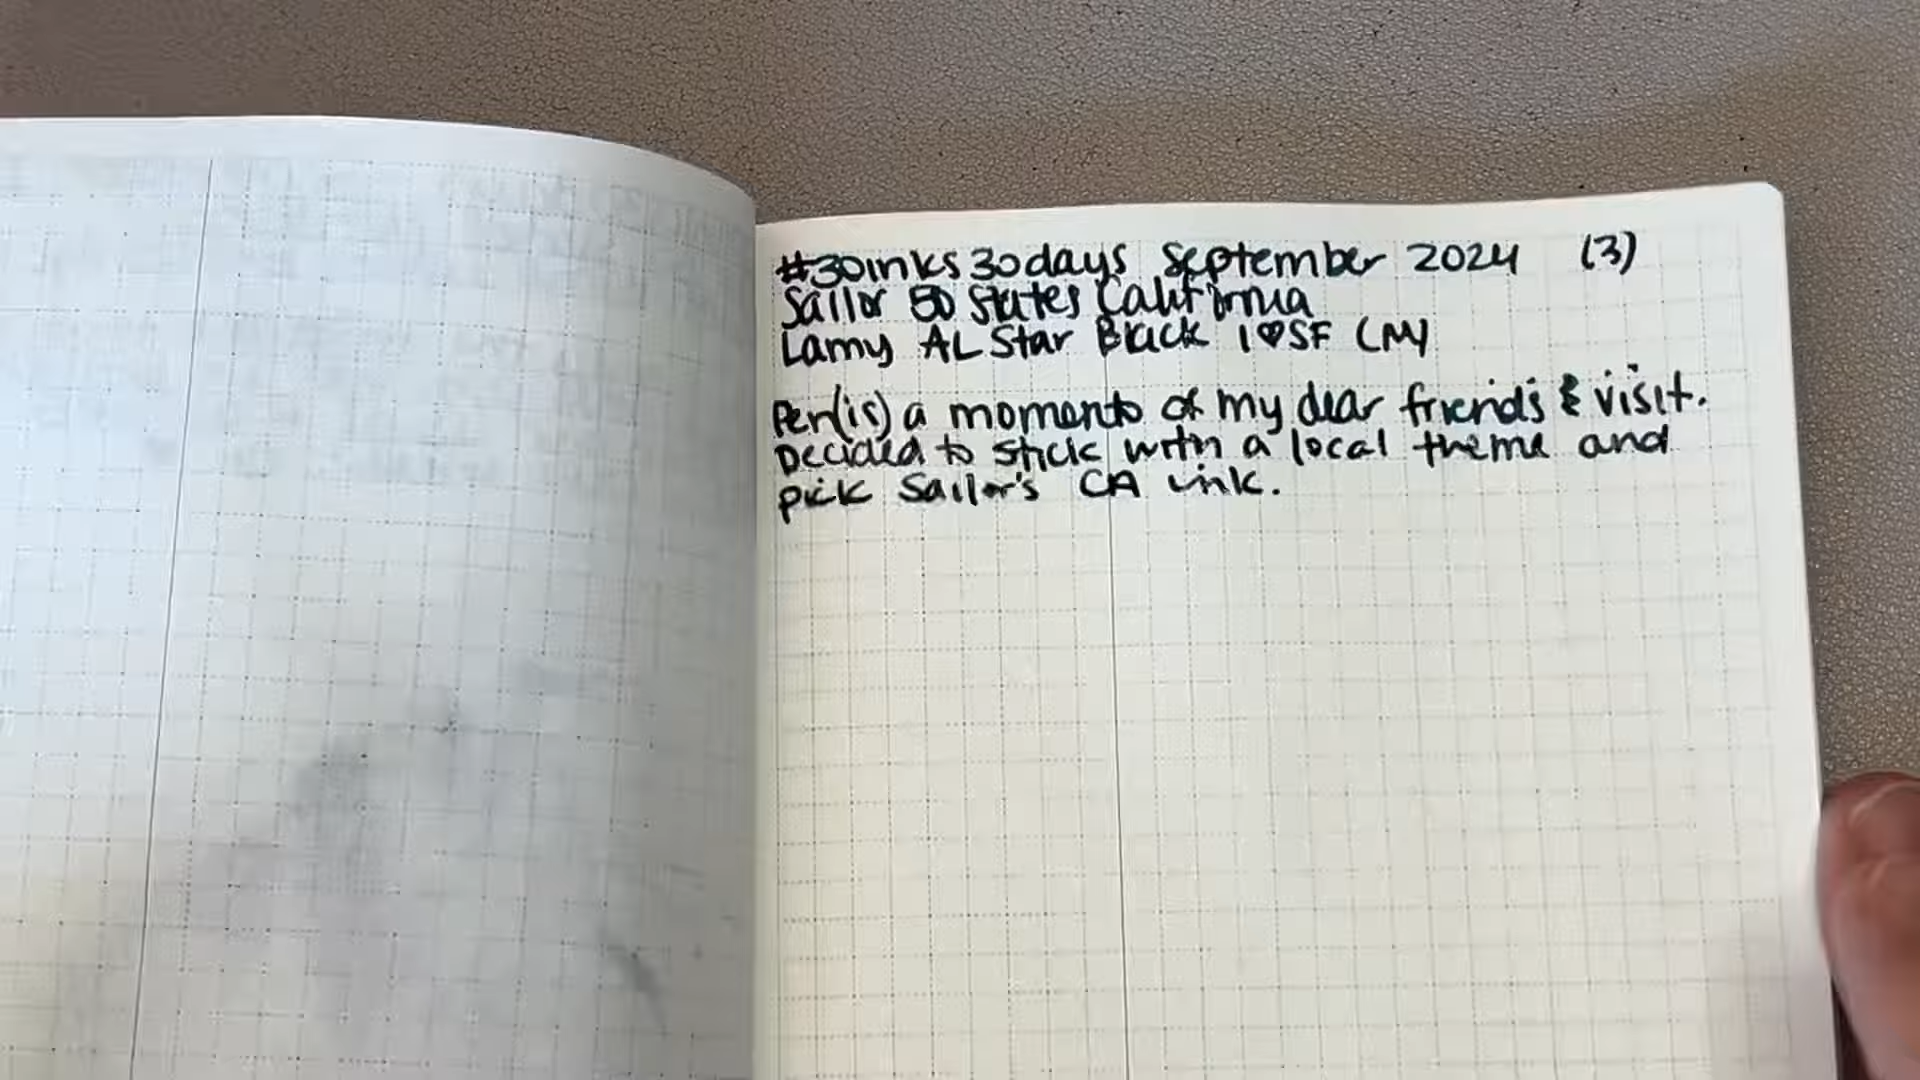 #30inks30days September 2024 (3)
Sailor 50 States California
Lamy AL Star Black I ♥ SF (M)
Pen (is) a momento of my dear friends & visit.
Decided to stick with a local theme and
pick Sailor's CA ink.